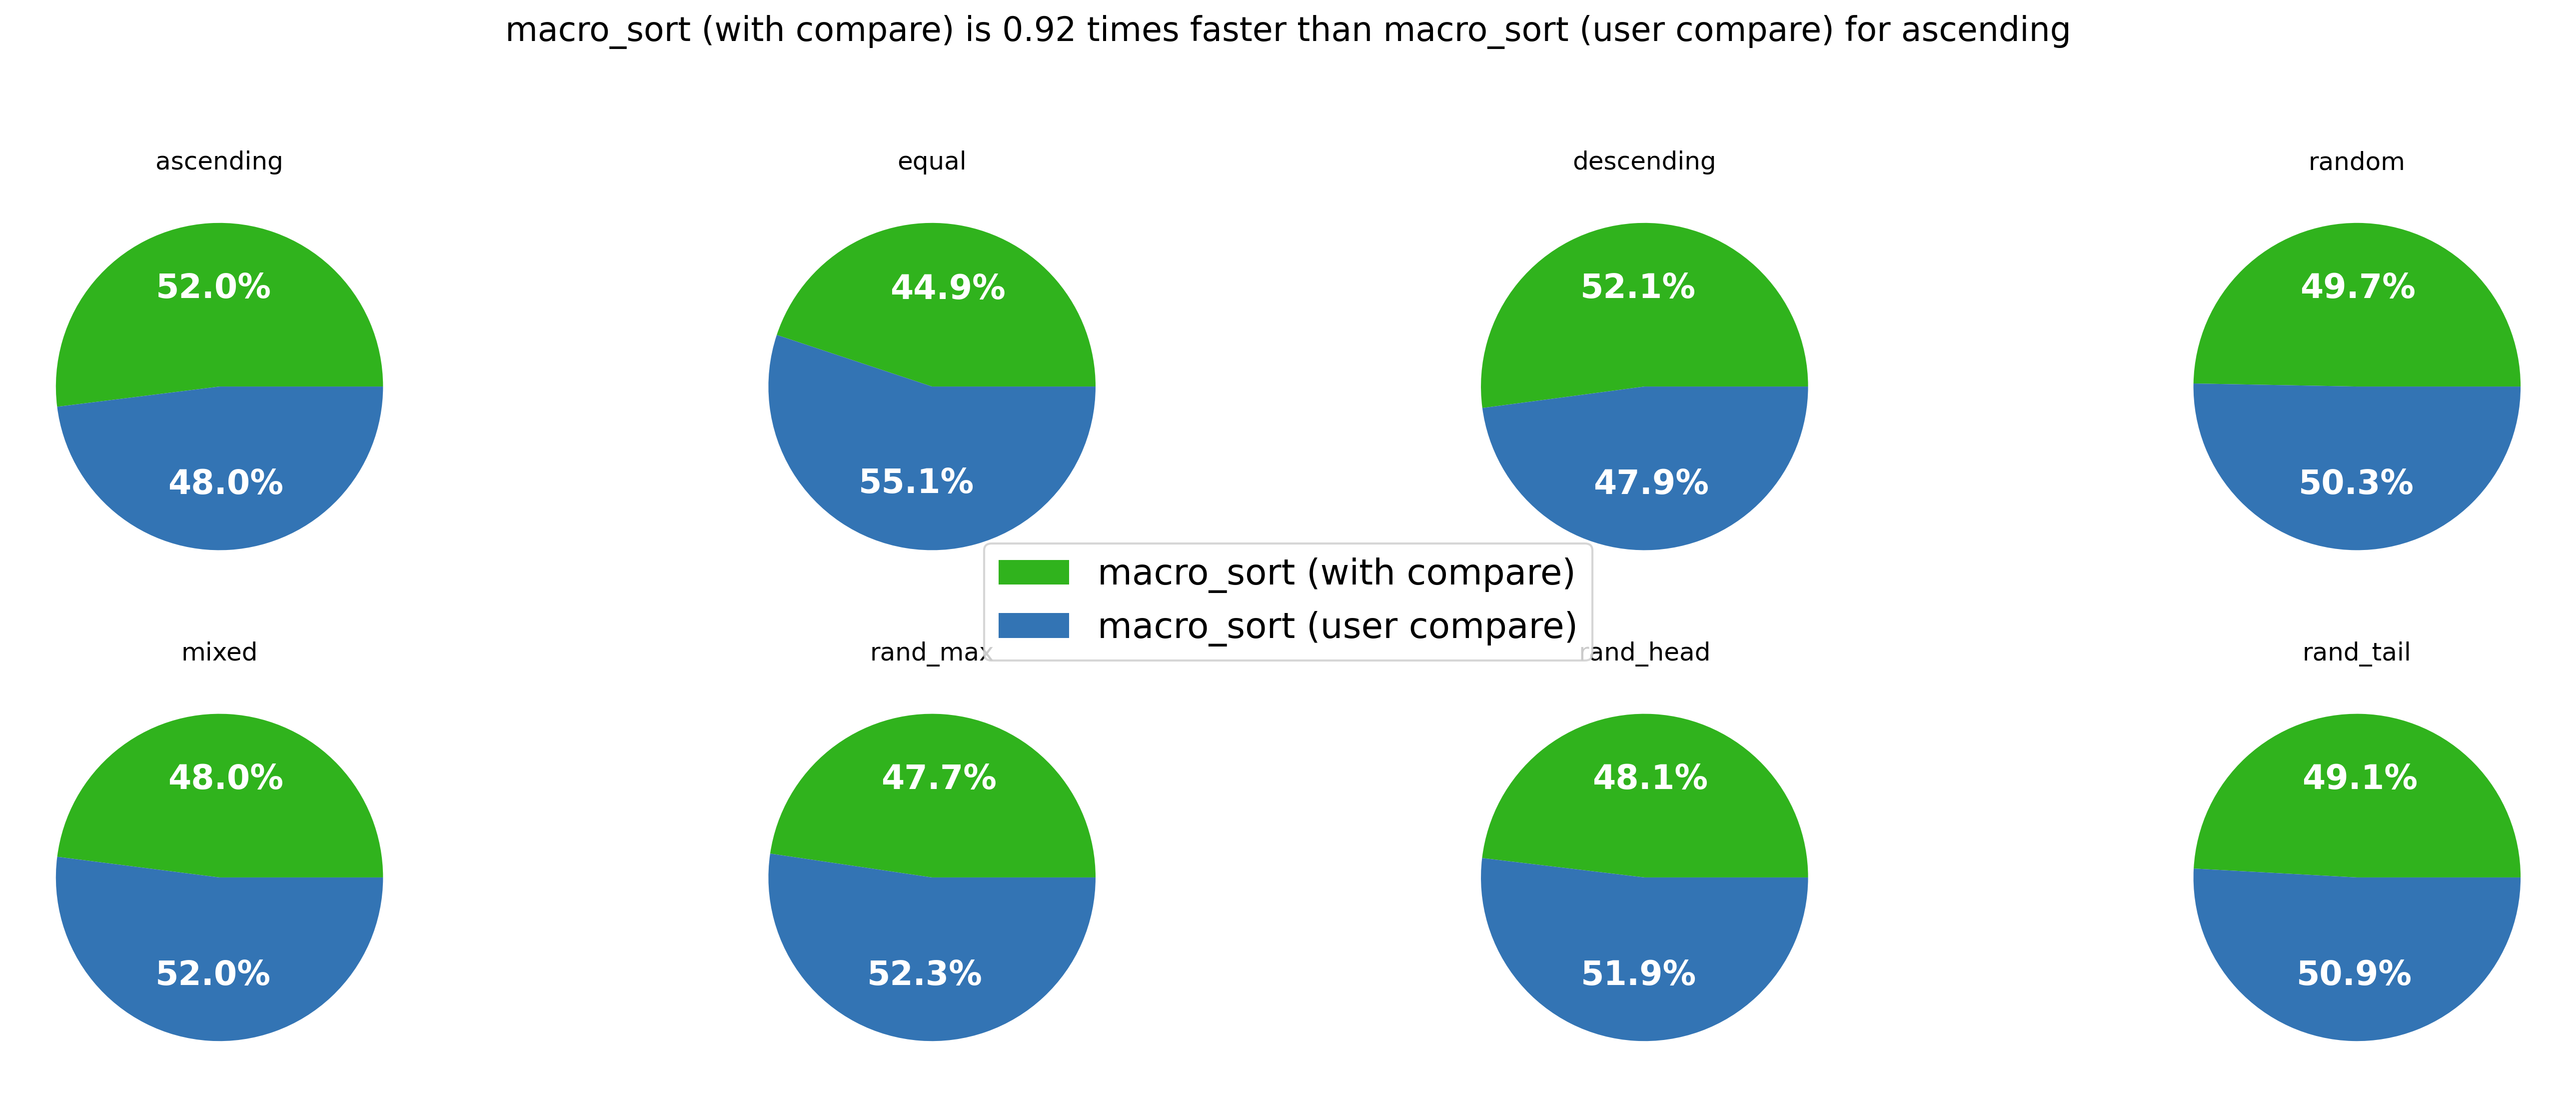 macro_sort (with compare) is 0.92 times faster than macro_sort (user compare) for ascending
ascending
equal
descending
random
52.0%
44.9%
52.1%
49.7%
48.0%
55.1%
47.9%
50.3%
macro_sort (with compare)
macro_sort (user compare)
mixed
rand_max
rand_head
rand_tail
48.0%
47.7%
48.1%
49.1%
52.0%
52.3%
51.9%
50.9%